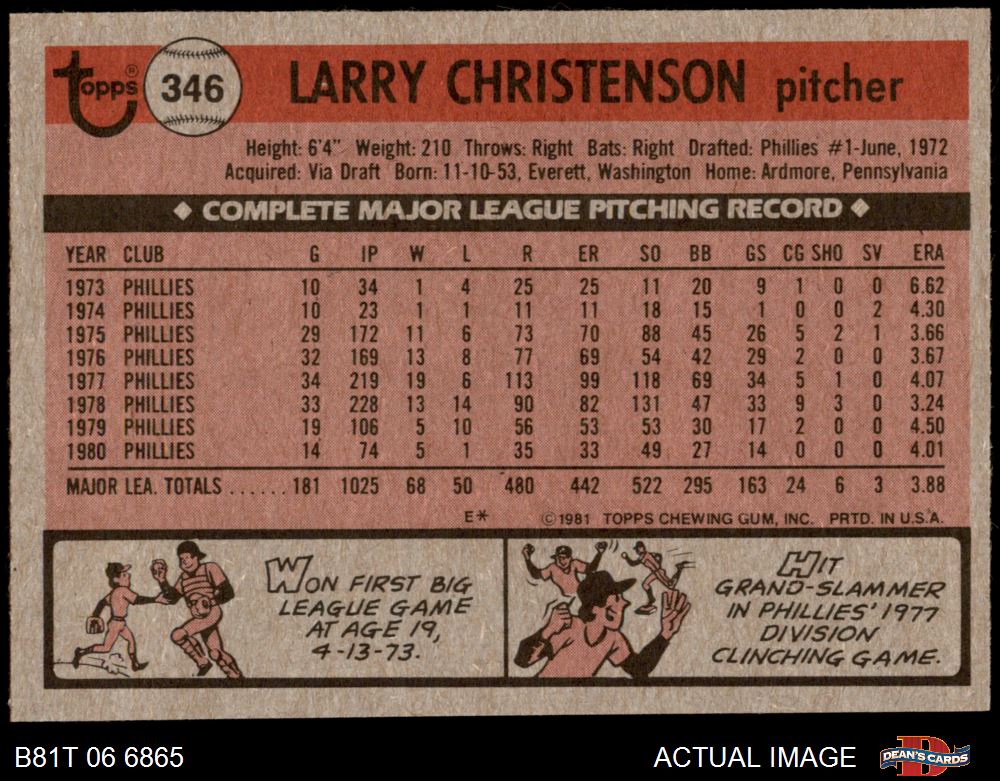 topps® 346 LARRY CHRISTENSON pitcher
Height: 6'4" Weight: 210 Throws: Right Bats: Right Drafted: Phillies #1-June, 1972
Acquired: Via Draft Born: 11-10-53, Everett, Washington Home: Ardmore, Pennsylvania
◆ COMPLETE MAJOR LEAGUE PITCHING RECORD ◆
YEAR CLUB G IP W L R ER SO BB GS CG SHO SV ERA
1973 PHILLIES 10 34 1 4 25 25 11 20 9 1 0 0 6.62
1974 PHILLIES 10 23 1 1 11 11 18 15 1 0 0 2 4.30
1975 PHILLIES 29 172 11 6 73 70 88 45 26 5 2 1 3.66
1976 PHILLIES 32 169 13 8 77 69 54 42 29 2 0 0 3.67
1977 PHILLIES 34 219 19 6 113 99 118 69 34 5 1 0 4.07
1978 PHILLIES 33 228 13 14 90 82 131 47 33 9 3 0 3.24
1979 PHILLIES 19 106 5 10 56 53 53 30 17 2 0 0 4.50
1980 PHILLIES 14 74 5 1 35 33 49 27 14 0 0 0 4.01
MAJOR LEA. TOTALS ...... 181 1025 68 50 480 442 522 295 163 24 6 3 3.88
E* ©1981 TOPPS CHEWING GUM, INC. PRTD. IN U.S.A.
WON FIRST BIG
LEAGUE GAME
AT AGE 19,
4-13-73.
HIT
GRAND-SLAMMER
IN PHILLIES' 1977
DIVISION
CLINCHING GAME.
B81T 06 6865 ACTUAL IMAGE DEAN'S CARDS